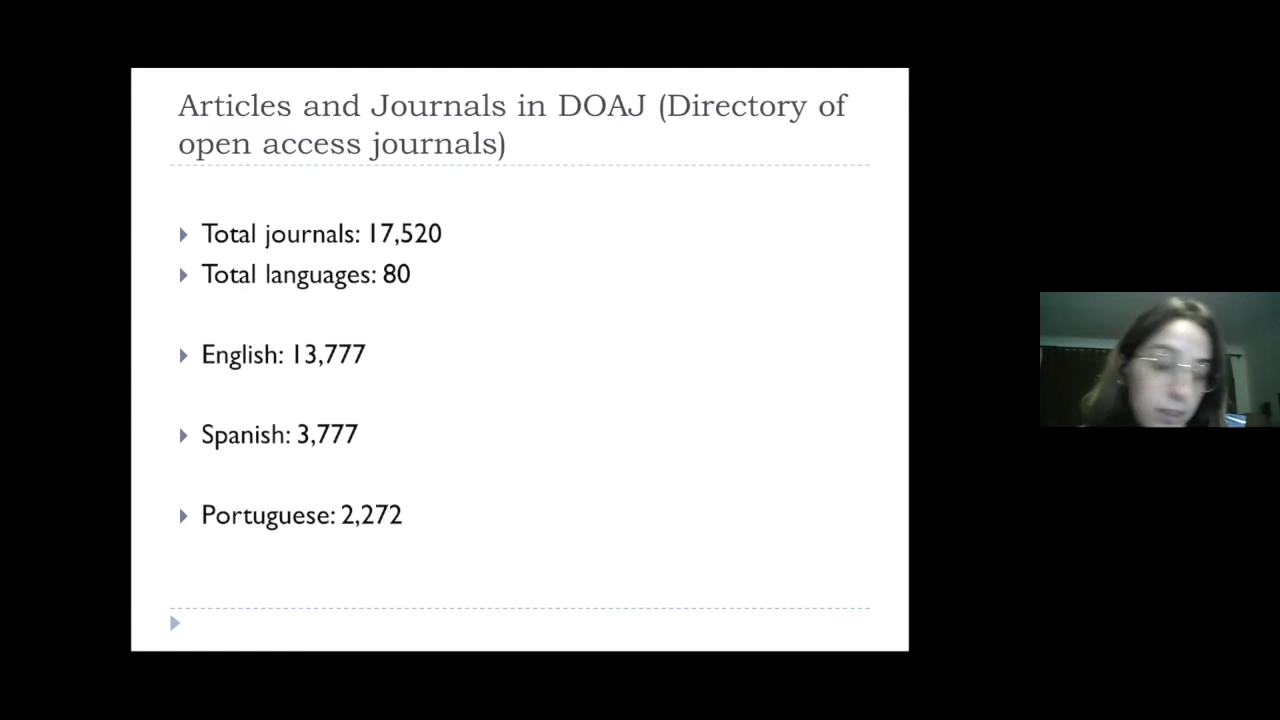 Articles and Journals in DOAJ (Directory of
open access journals)
Total journals: 17,520
Total languages: 80
English: 13,777
Spanish: 3,777
Portuguese: 2,272